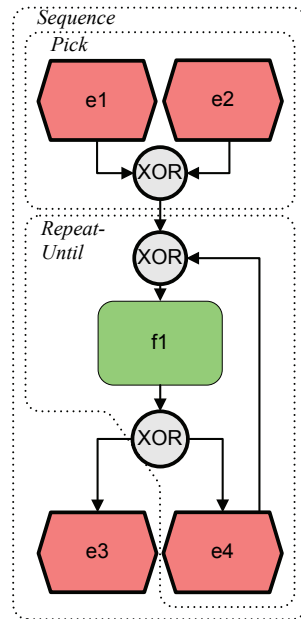 Sequence
Pick
e1 e2
XOR
Repeat-
Until
XOR
f1
XOR
e3 e4